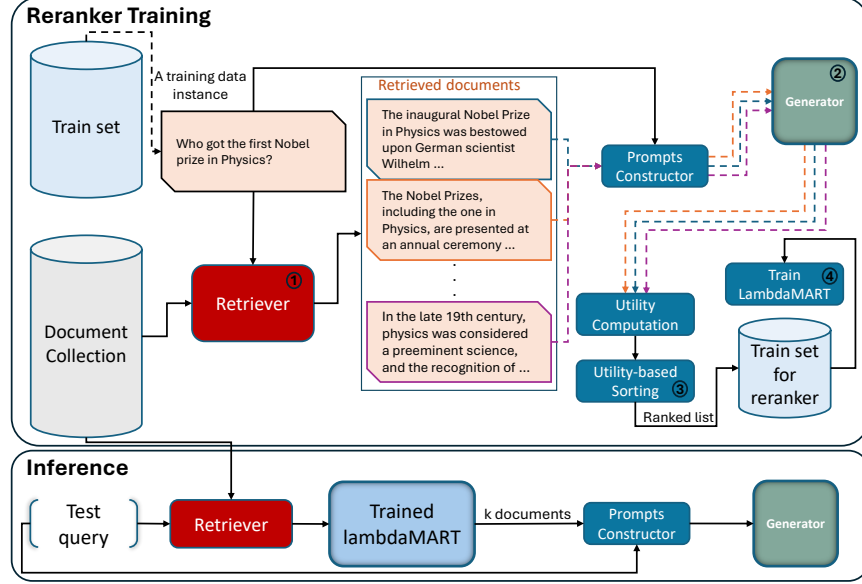 Reranker Training
Train set
A training data
instance
Who got the first Nobel
prize in Physics?
Retrieved documents
The inaugural Nobel Prize
in Physics was bestowed
upon German scientist
Wilhelm ...
The Nobel Prizes,
including the one in
Physics, are presented at
an annual ceremony ...
In the late 19th century,
physics was considered
a preeminent science,
and the recognition of ...
Prompts
Constructor
②
Generator
Document
Collection
①
Retriever
Utility
Computation
Utility-based
Sorting ③
Ranked list
Train
LambdaMART ④
Train set
for
reranker
Inference
Test
query
Retriever
Trained
lambdaMART
k documents
Prompts
Constructor
Generator